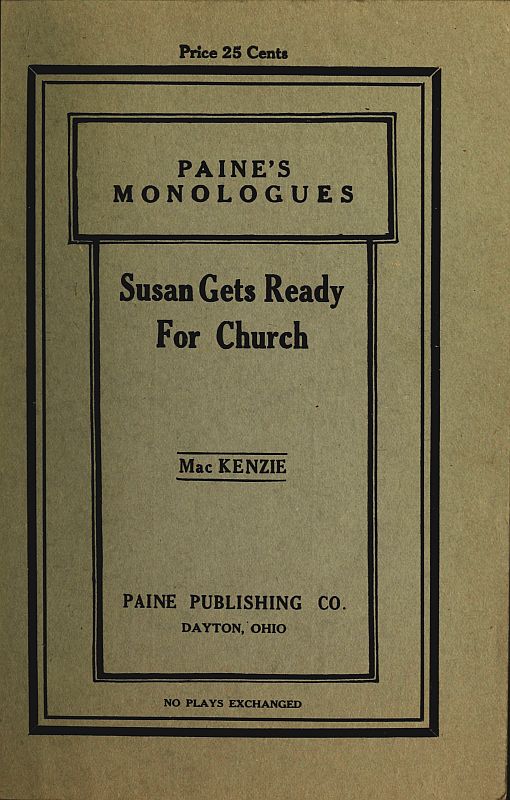 Price 25 Cents
PAINE'S
MONOLOGUES
Susan Gets Ready
For Church
Mac KENZIE
PAINE PUBLISHING CO.
DAYTON, OHIO
NO PLAYS EXCHANGED